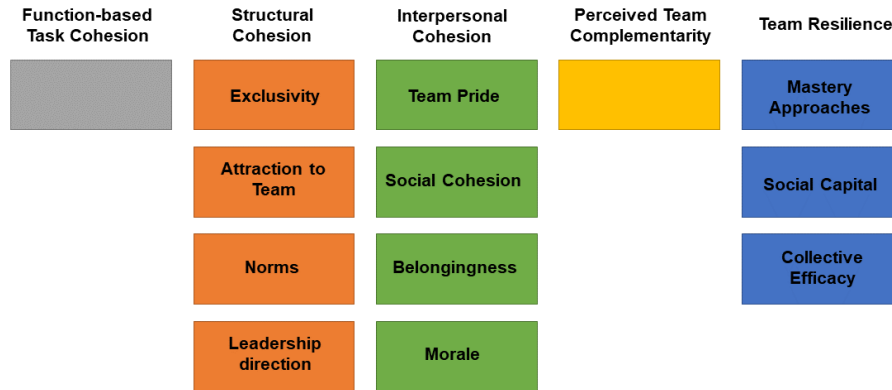 Function-based
Task Cohesion
Structural
Cohesion
Interpersonal
Cohesion
Perceived Team
Complementarity
Team Resilience
Exclusivity
Team Pride
Mastery
Approaches
Attraction to
Team
Social Cohesion
Social Capital
Norms
Belongingness
Collective
Efficacy
Leadership
direction
Morale